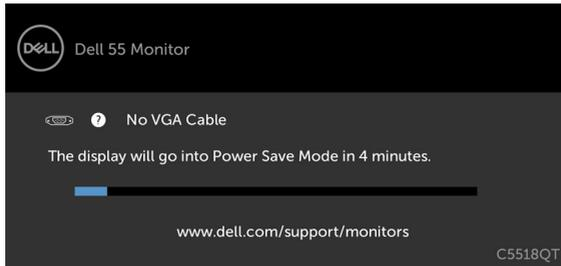 DELL
Dell 55 Monitor
? No VGA Cable
The display will go into Power Save Mode in 4 minutes.
www.dell.com/support/monitors
C5518QT